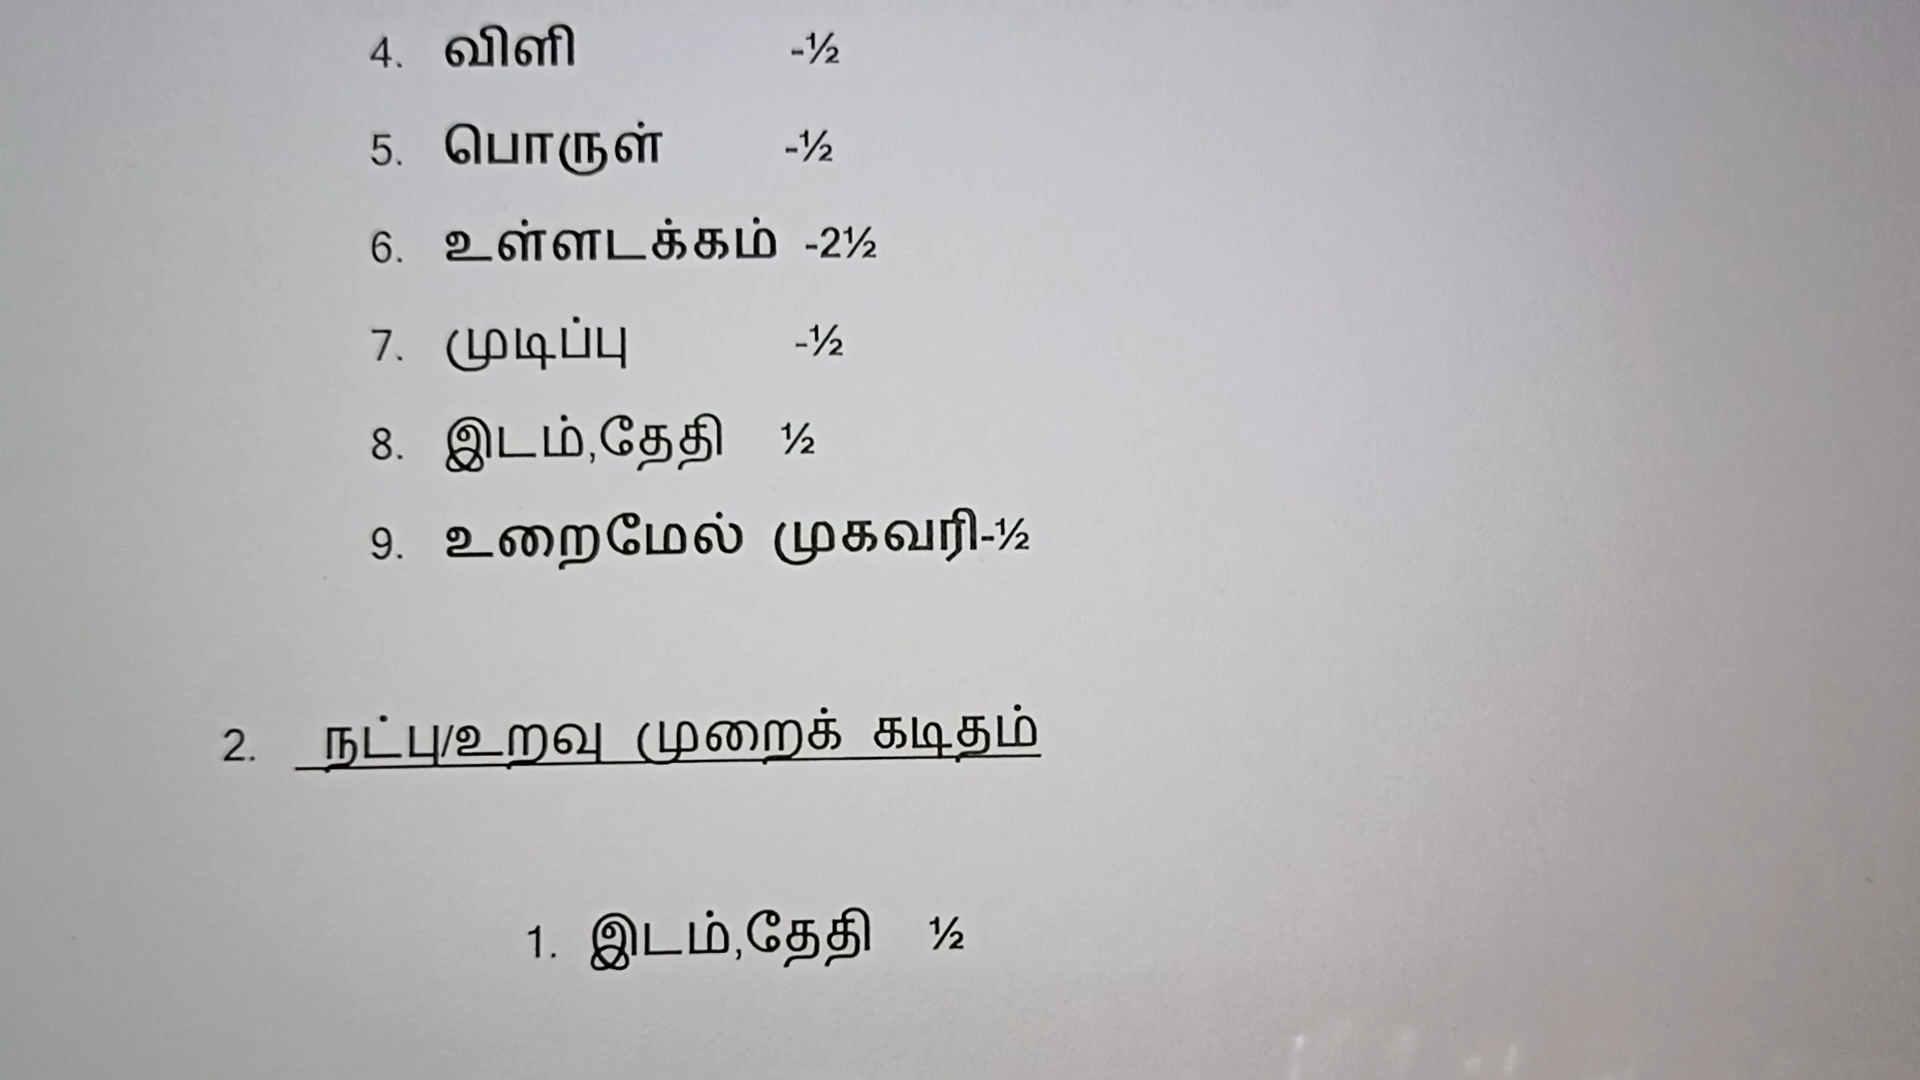 4. விளி -½
5. பொருள் -½
6. உள்ளடக்கம் -2½
7. முடிப்பு -½
8. இடம்,தேதி ½
9. உறைமேல் முகவரி-½
2. நட்பு/உறவு முறைக் கடிதம்
1. இடம்,தேதி ½